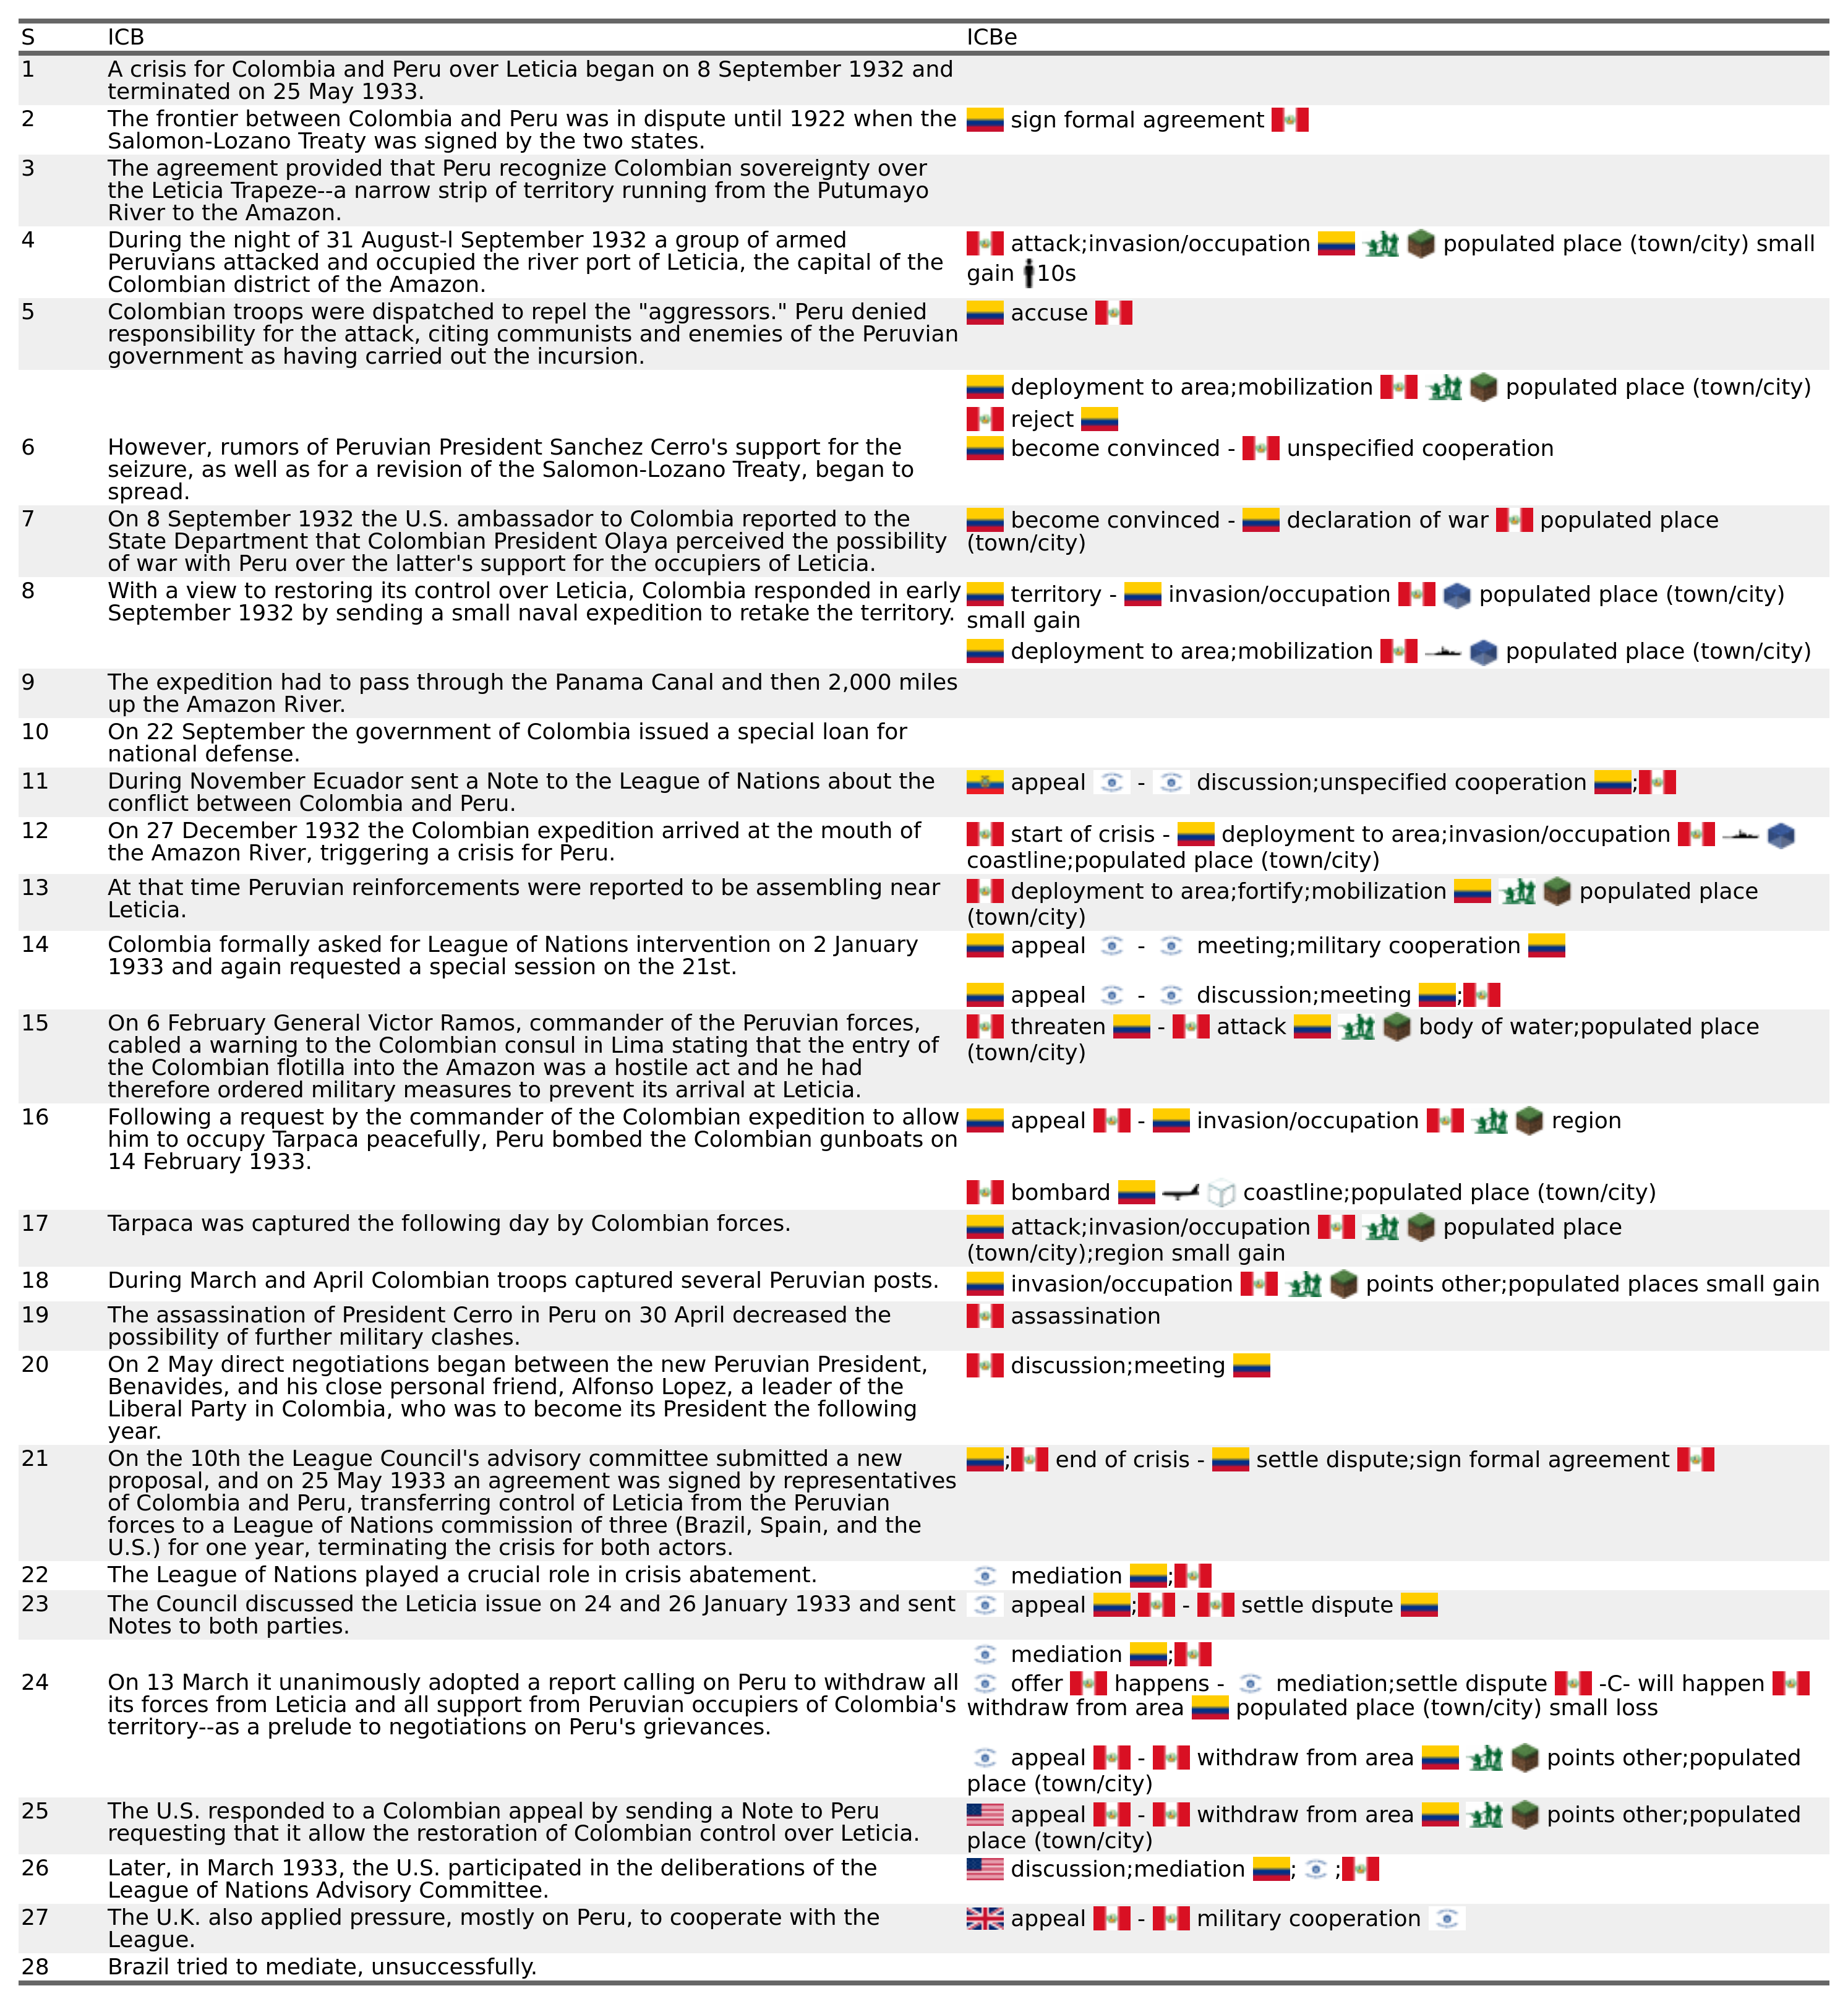 S ICB ICBe
1 A crisis for Colombia and Peru over Leticia began on 8 September 1932 and
terminated on 25 May 1933.
2 The frontier between Colombia and Peru was in dispute until 1922 when the
Salomon-Lozano Treaty was signed by the two states.
sign formal agreement
3 The agreement provided that Peru recognize Colombian sovereignty over
the Leticia Trapeze--a narrow strip of territory running from the Putumayo
River to the Amazon.
4 During the night of 31 August-l September 1932 a group of armed
Peruvians attacked and occupied the river port of Leticia, the capital of the
Colombian district of the Amazon.
attack;invasion/occupation populated place (town/city) small
gain 10s
5 Colombian troops were dispatched to repel the "aggressors." Peru denied
responsibility for the attack, citing communists and enemies of the Peruvian
government as having carried out the incursion.
accuse
deployment to area;mobilization populated place (town/city)
reject
6 However, rumors of Peruvian President Sanchez Cerro's support for the
seizure, as well as for a revision of the Salomon-Lozano Treaty, began to
spread.
become convinced - unspecified cooperation
7 On 8 September 1932 the U.S. ambassador to Colombia reported to the
State Department that Colombian President Olaya perceived the possibility
of war with Peru over the latter's support for the occupiers of Leticia.
become convinced - declaration of war populated place
(town/city)
8 With a view to restoring its control over Leticia, Colombia responded in early
September 1932 by sending a small naval expedition to retake the territory.
territory - invasion/occupation populated place (town/city)
small gain
deployment to area;mobilization populated place (town/city)
9 The expedition had to pass through the Panama Canal and then 2,000 miles
up the Amazon River.
10 On 22 September the government of Colombia issued a special loan for
national defense.
11 During November Ecuador sent a Note to the League of Nations about the
conflict between Colombia and Peru.
appeal - discussion;unspecified cooperation ;
12 On 27 December 1932 the Colombian expedition arrived at the mouth of
the Amazon River, triggering a crisis for Peru.
start of crisis - deployment to area;invasion/occupation
coastline;populated place (town/city)
13 At that time Peruvian reinforcements were reported to be assembling near
Leticia.
deployment to area;fortify;mobilization populated place
(town/city)
14 Colombia formally asked for League of Nations intervention on 2 January
1933 and again requested a special session on the 21st.
appeal - meeting;military cooperation
appeal - discussion;meeting ;
15 On 6 February General Victor Ramos, commander of the Peruvian forces,
cabled a warning to the Colombian consul in Lima stating that the entry of
the Colombian flotilla into the Amazon was a hostile act and he had
therefore ordered military measures to prevent its arrival at Leticia.
threaten - attack body of water;populated place
(town/city)
16 Following a request by the commander of the Colombian expedition to allow
him to occupy Tarpaca peacefully, Peru bombed the Colombian gunboats on
14 February 1933.
appeal - invasion/occupation region
bombard coastline;populated place (town/city)
17 Tarpaca was captured the following day by Colombian forces.
attack;invasion/occupation populated place
(town/city);region small gain
18 During March and April Colombian troops captured several Peruvian posts.
invasion/occupation points other;populated places small gain
19 The assassination of President Cerro in Peru on 30 April decreased the
possibility of further military clashes.
assassination
20 On 2 May direct negotiations began between the new Peruvian President,
Benavides, and his close personal friend, Alfonso Lopez, a leader of the
Liberal Party in Colombia, who was to become its President the following
year.
discussion;meeting
21 On the 10th the League Council's advisory committee submitted a new
proposal, and on 25 May 1933 an agreement was signed by representatives
of Colombia and Peru, transferring control of Leticia from the Peruvian
forces to a League of Nations commission of three (Brazil, Spain, and the
U.S.) for one year, terminating the crisis for both actors.
; end of crisis - settle dispute;sign formal agreement
22 The League of Nations played a crucial role in crisis abatement.
mediation ;
23 The Council discussed the Leticia issue on 24 and 26 January 1933 and sent
Notes to both parties.
appeal ; - settle dispute
mediation ;
24 On 13 March it unanimously adopted a report calling on Peru to withdraw all
its forces from Leticia and all support from Peruvian occupiers of Colombia's
territory--as a prelude to negotiations on Peru's grievances.
offer happens - mediation;settle dispute -C- will happen
withdraw from area populated place (town/city) small loss
appeal - withdraw from area points other;populated
place (town/city)
25 The U.S. responded to a Colombian appeal by sending a Note to Peru
requesting that it allow the restoration of Colombian control over Leticia.
appeal - withdraw from area points other;populated
place (town/city)
26 Later, in March 1933, the U.S. participated in the deliberations of the
League of Nations Advisory Committee.
discussion;mediation ; ;
27 The U.K. also applied pressure, mostly on Peru, to cooperate with the
League.
appeal - military cooperation
28 Brazil tried to mediate, unsuccessfully.